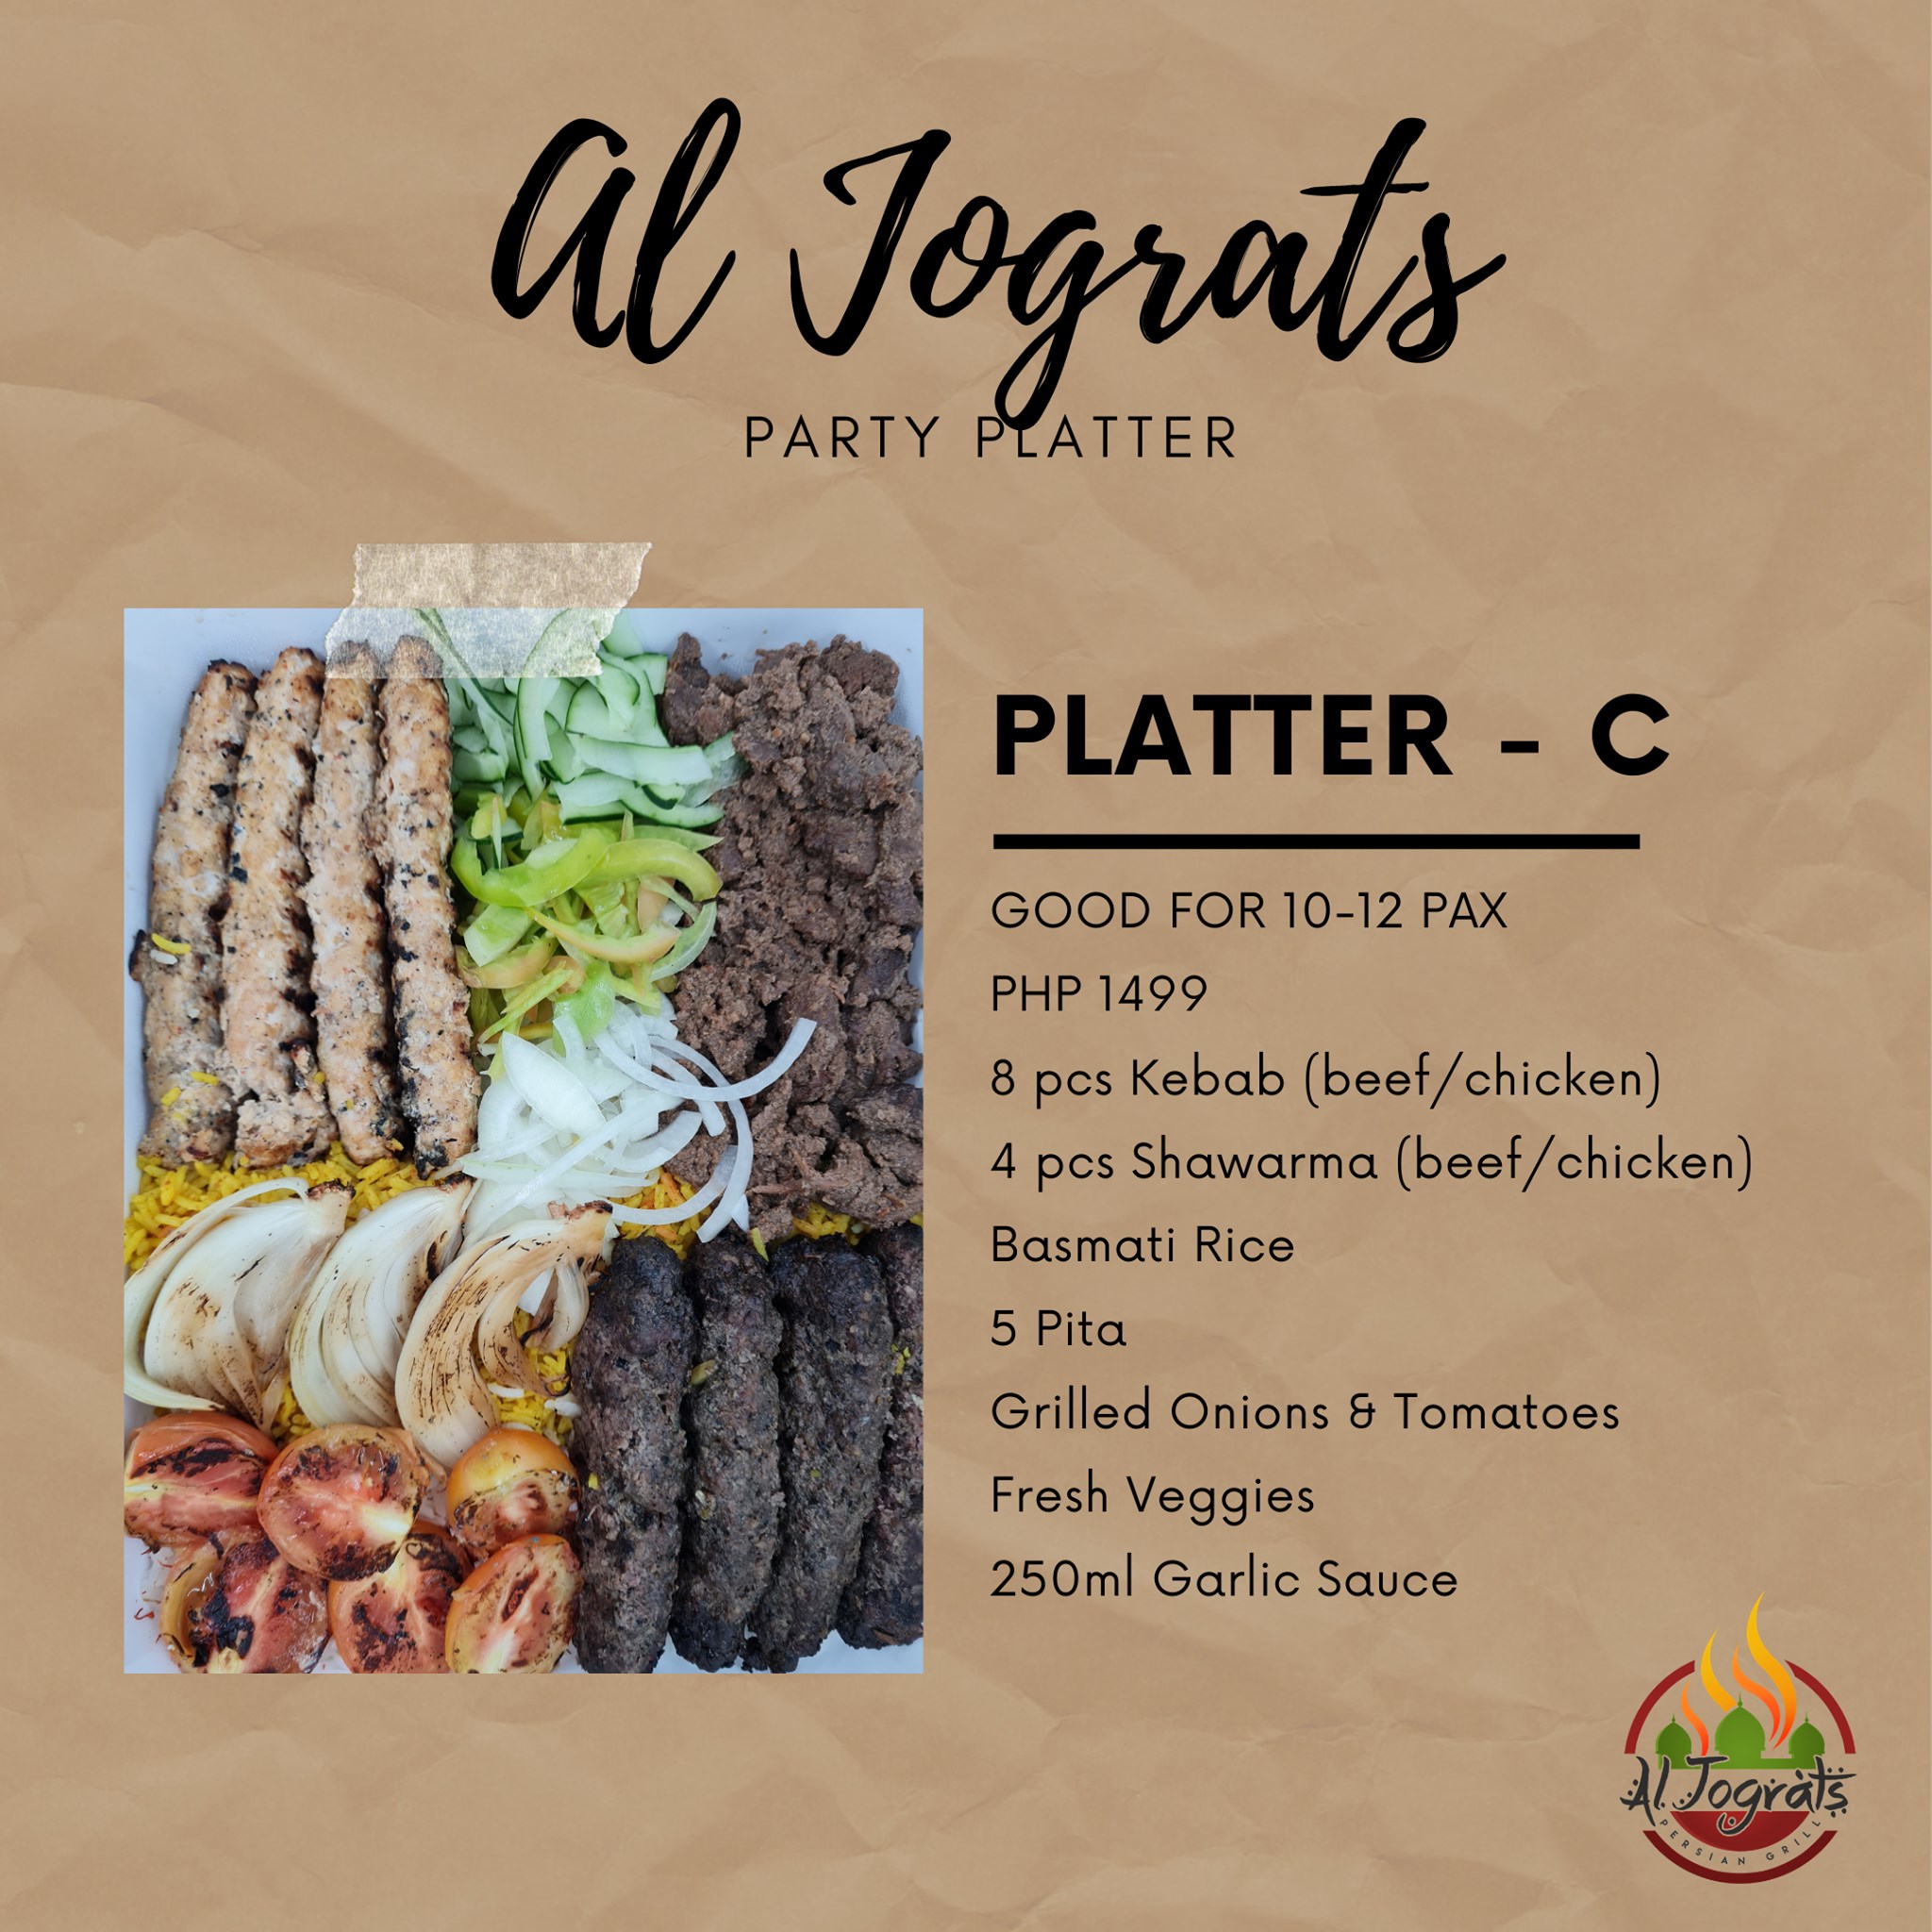 Al Jograts
PARTY PLATTER
PLATTER - C
GOOD FOR 10-12 PAX
PHP 1499
8 pcs Kebab (beef/chicken)
4 pcs Shawarma (beef/chicken)
Basmati Rice
5 Pita
Grilled Onions & Tomatoes
Fresh Veggies
250ml Garlic Sauce
Al Jograts
PERSIAN GRILL